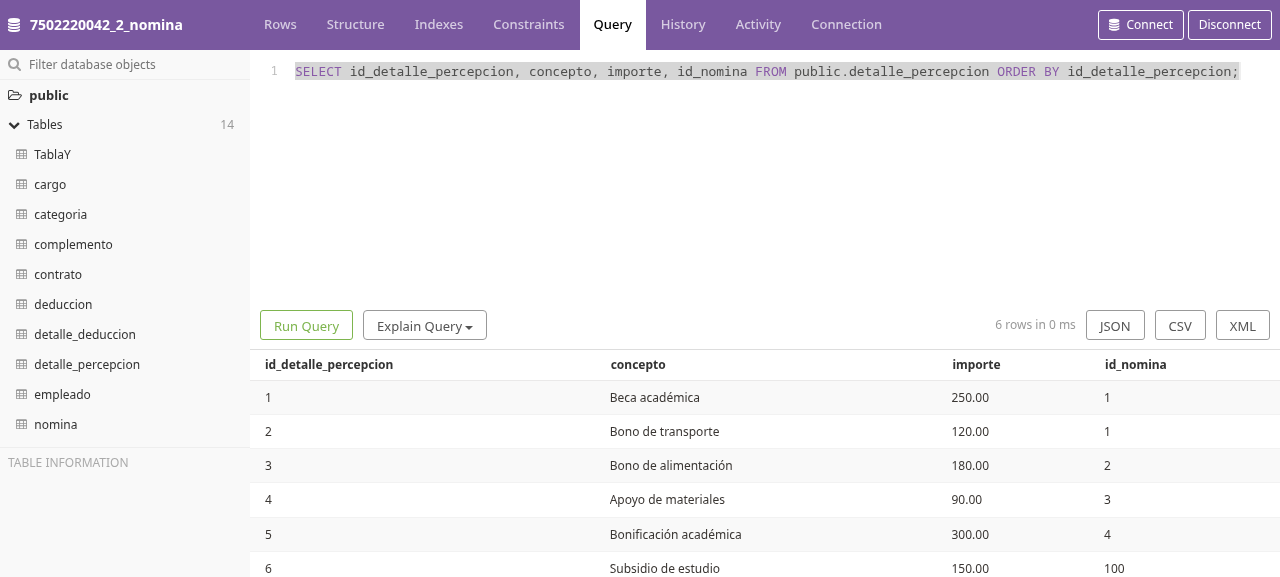 7502220042_2_nomina
Rows Structure Indexes Constraints Query History Activity Connection Connect Disconnect
Filter database objects
public
Tables 14
TablaY
cargo
categoria
complemento
contrato
deduccion
detalle_deduccion
detalle_percepcion
empleado
nomina
TABLE INFORMATION
1 SELECT id_detalle_percepcion, concepto, importe, id_nomina FROM public.detalle_percepcion ORDER BY id_detalle_percepcion;
Run Query Explain Query 6 rows in 0 ms JSON CSV XML
id_detalle_percepcion concepto importe id_nomina
1 Beca académica 250.00 1
2 Bono de transporte 120.00 1
3 Bono de alimentación 180.00 2
4 Apoyo de materiales 90.00 3
5 Bonificación académica 300.00 4
6 Subsidio de estudio 150.00 100